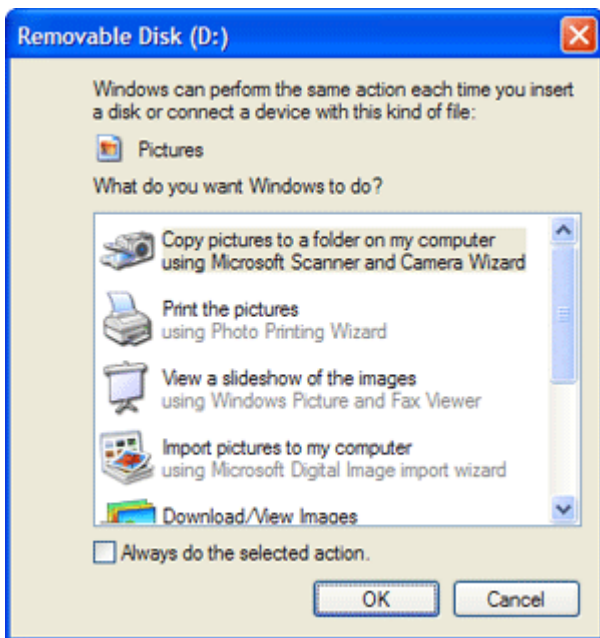 Removable Disk (D:)
Windows can perform the same action each time you insert
a disk or connect a device with this kind of file:
Pictures
What do you want Windows to do?
Copy pictures to a folder on my computer
using Microsoft Scanner and Camera Wizard
Print the pictures
using Photo Printing Wizard
View a slideshow of the images
using Windows Picture and Fax Viewer
Import pictures to my computer
using Microsoft Digital Image import wizard
Download/View Images
Always do the selected action.
OK
Cancel